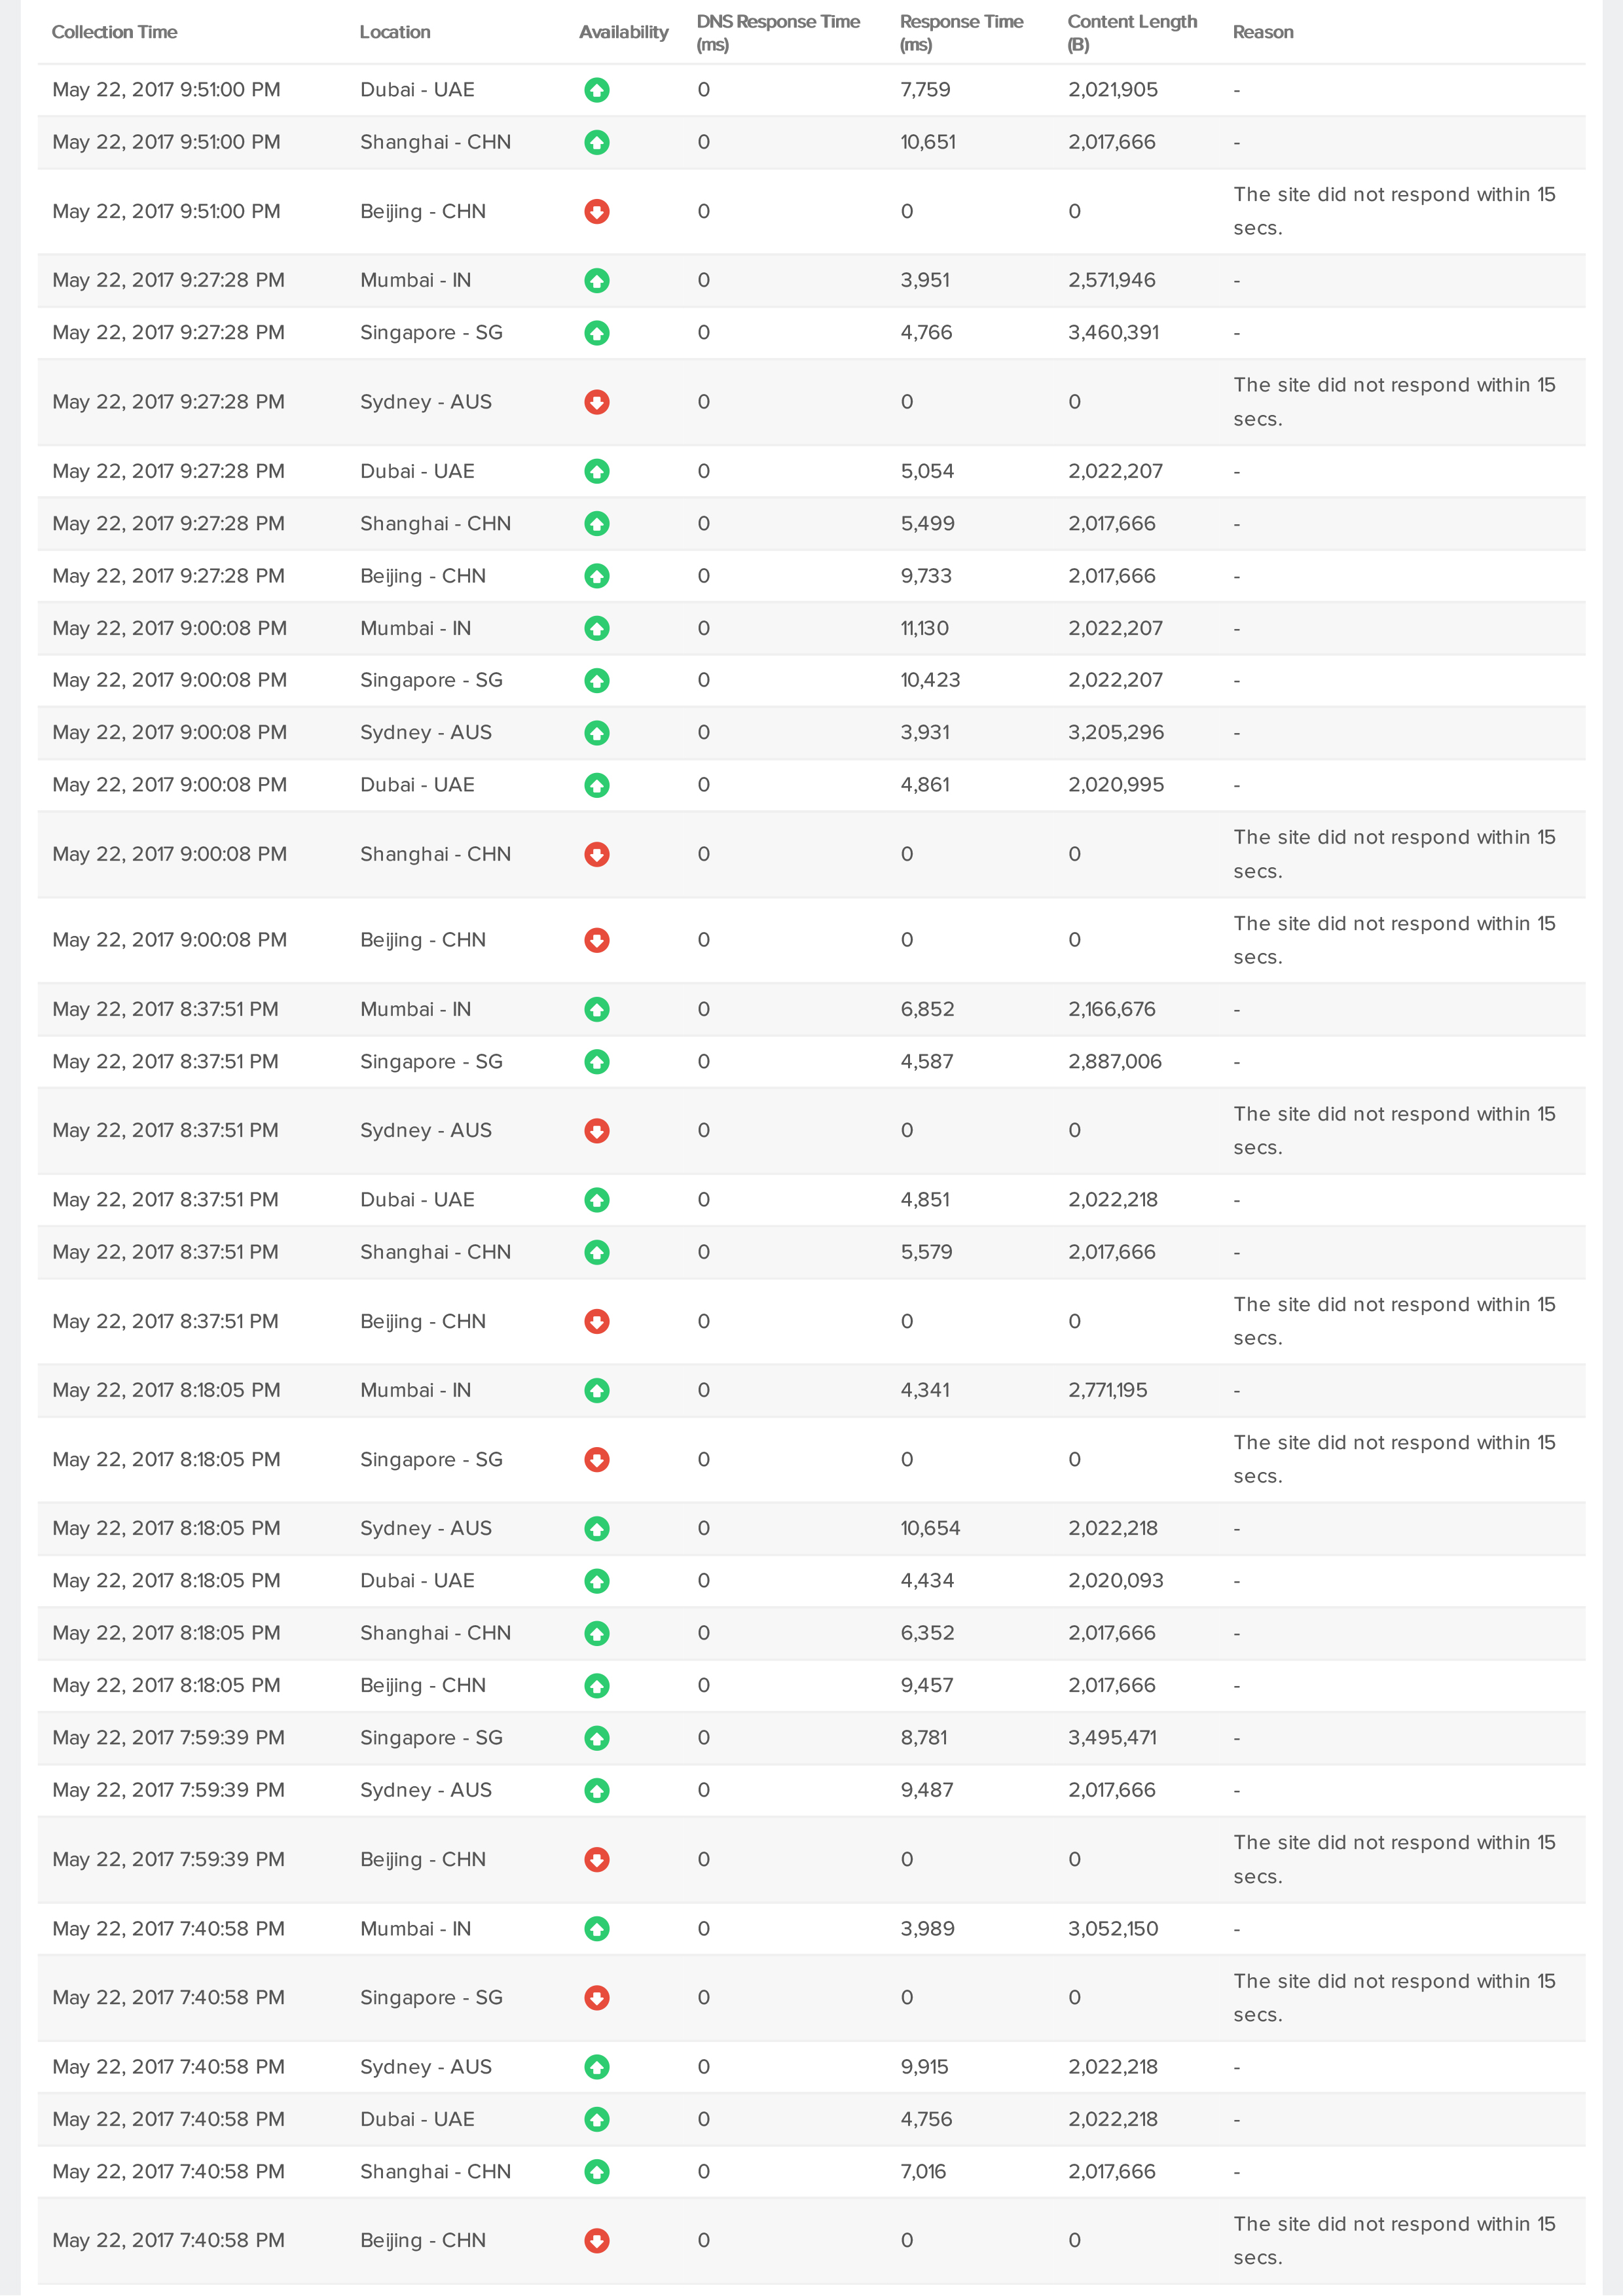 Collection Time Location Availability DNS Response Time (ms) Response Time (ms) Content Length (B) Reason
May 22, 2017 9:51:00 PM Dubai - UAE 0 7,759 2,021,905 -
May 22, 2017 9:51:00 PM Shanghai - CHN 0 10,651 2,017,666 -
May 22, 2017 9:51:00 PM Beijing - CHN 0 0 0 The site did not respond within 15 secs.
May 22, 2017 9:27:28 PM Mumbai - IN 0 3,951 2,571,946 -
May 22, 2017 9:27:28 PM Singapore - SG 0 4,766 3,460,391 -
May 22, 2017 9:27:28 PM Sydney - AUS 0 0 0 The site did not respond within 15 secs.
May 22, 2017 9:27:28 PM Dubai - UAE 0 5,054 2,022,207 -
May 22, 2017 9:27:28 PM Shanghai - CHN 0 5,499 2,017,666 -
May 22, 2017 9:27:28 PM Beijing - CHN 0 9,733 2,017,666 -
May 22, 2017 9:00:08 PM Mumbai - IN 0 11,130 2,022,207 -
May 22, 2017 9:00:08 PM Singapore - SG 0 10,423 2,022,207 -
May 22, 2017 9:00:08 PM Sydney - AUS 0 3,931 3,205,296 -
May 22, 2017 9:00:08 PM Dubai - UAE 0 4,861 2,020,995 -
May 22, 2017 9:00:08 PM Shanghai - CHN 0 0 0 The site did not respond within 15 secs.
May 22, 2017 9:00:08 PM Beijing - CHN 0 0 0 The site did not respond within 15 secs.
May 22, 2017 8:37:51 PM Mumbai - IN 0 6,852 2,166,676 -
May 22, 2017 8:37:51 PM Singapore - SG 0 4,587 2,887,006 -
May 22, 2017 8:37:51 PM Sydney - AUS 0 0 0 The site did not respond within 15 secs.
May 22, 2017 8:37:51 PM Dubai - UAE 0 4,851 2,022,218 -
May 22, 2017 8:37:51 PM Shanghai - CHN 0 5,579 2,017,666 -
May 22, 2017 8:37:51 PM Beijing - CHN 0 0 0 The site did not respond within 15 secs.
May 22, 2017 8:18:05 PM Mumbai - IN 0 4,341 2,771,195 -
May 22, 2017 8:18:05 PM Singapore - SG 0 0 0 The site did not respond within 15 secs.
May 22, 2017 8:18:05 PM Sydney - AUS 0 10,654 2,022,218 -
May 22, 2017 8:18:05 PM Dubai - UAE 0 4,434 2,020,093 -
May 22, 2017 8:18:05 PM Shanghai - CHN 0 6,352 2,017,666 -
May 22, 2017 8:18:05 PM Beijing - CHN 0 9,457 2,017,666 -
May 22, 2017 7:59:39 PM Singapore - SG 0 8,781 3,495,471 -
May 22, 2017 7:59:39 PM Sydney - AUS 0 9,487 2,017,666 -
May 22, 2017 7:59:39 PM Beijing - CHN 0 0 0 The site did not respond within 15 secs.
May 22, 2017 7:40:58 PM Mumbai - IN 0 3,989 3,052,150 -
May 22, 2017 7:40:58 PM Singapore - SG 0 0 0 The site did not respond within 15 secs.
May 22, 2017 7:40:58 PM Sydney - AUS 0 9,915 2,022,218 -
May 22, 2017 7:40:58 PM Dubai - UAE 0 4,756 2,022,218 -
May 22, 2017 7:40:58 PM Shanghai - CHN 0 7,016 2,017,666 -
May 22, 2017 7:40:58 PM Beijing - CHN 0 0 0 The site did not respond within 15 secs.